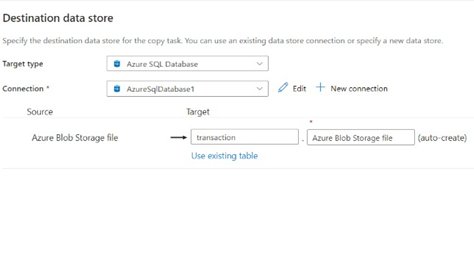 Destination data store
Specify the destination data store for the copy task. You can use an existing data store connection or specify a new data store.
Target type Azure SQL Database
Connection * AzureSqlDatabase1 Edit New connection
Source Target
*
Azure Blob Storage file transaction . Azure Blob Storage file (auto-create)
Use existing table